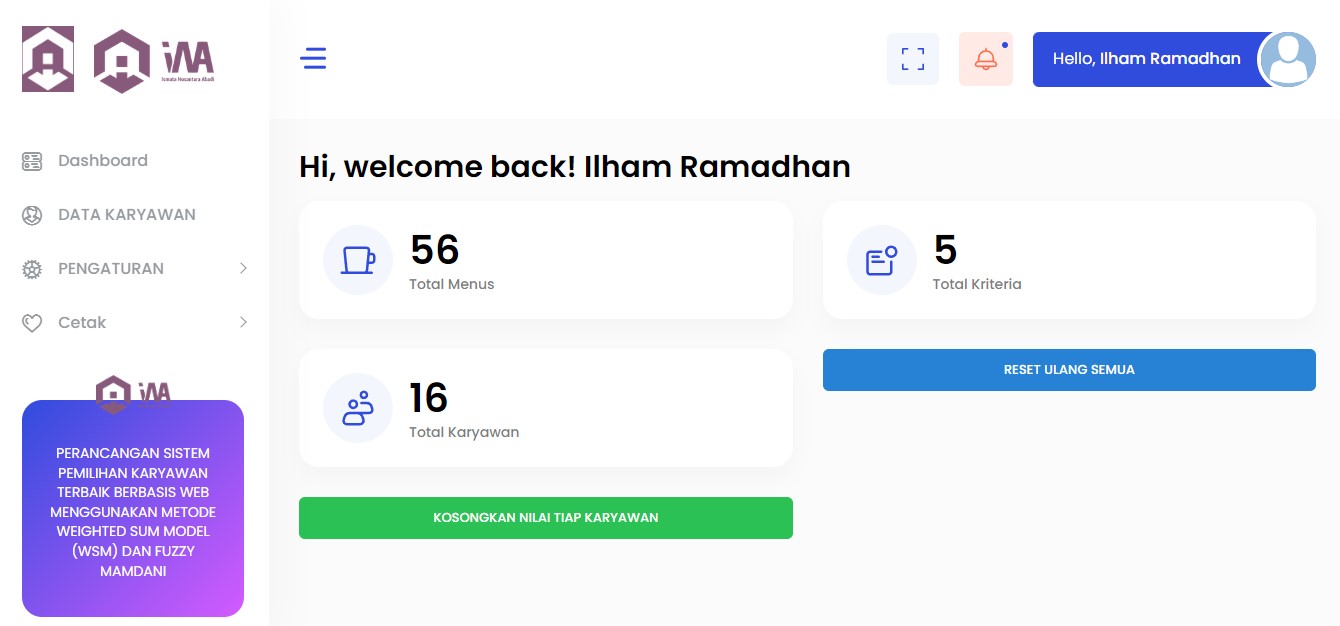 iNA
Ismata Nusantara Abadi
Hello, Ilham Ramadhan
Dashboard
DATA KARYAWAN
PENGATURAN
Cetak
iNA
PERANCANGAN SISTEM
PEMILIHAN KARYAWAN
TERBAIK BERBASIS WEB
MENGGUNAKAN METODE
WEIGHTED SUM MODEL
(WSM) DAN FUZZY
MAMDANI
Hi, welcome back! Ilham Ramadhan
56
Total Menus
5
Total Kriteria
16
Total Karyawan
RESET ULANG SEMUA
KOSONGKAN NILAI TIAP KARYAWAN